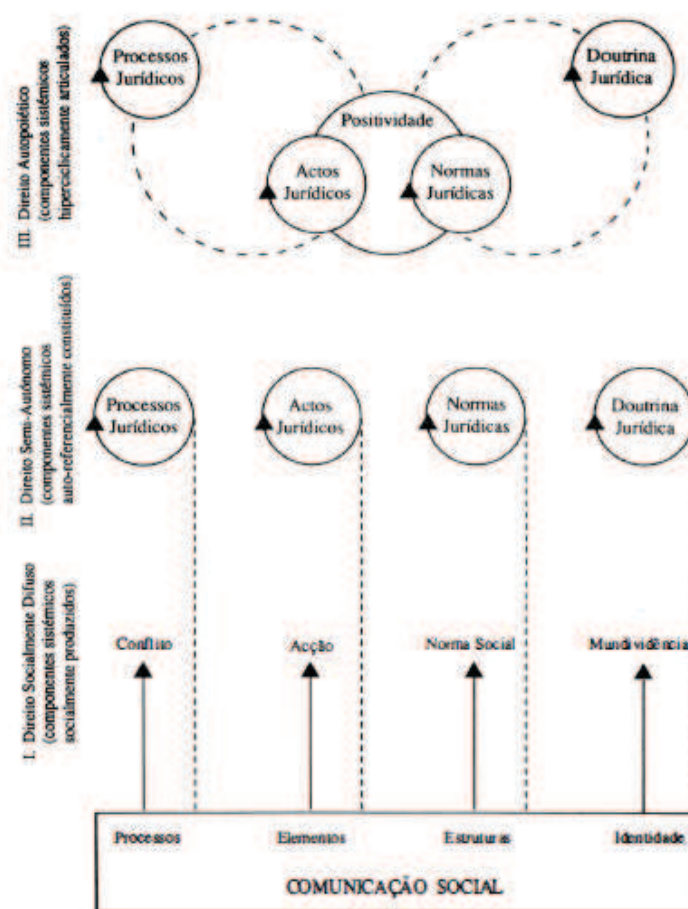 III. Direito Autopoiético
(componentes sistémicos
hiperciclicamente articulados)
Processos
Jurídicos
Doutrina
Jurídica
Positividade
Actos
Jurídicos
Normas
Jurídicas
II. Direito Semi-Autónomo
(componentes sistémicos
auto-referencialmente constituídos)
Processos
Jurídicos
Actos
Jurídicos
Normas
Jurídicas
Doutrina
Jurídica
I. Direito Socialmente Difuso
(componentes sistémicos
socialmente produzidos)
Conflito
Acção
Norma Social
Mundividência
Processos
Elementos
Estruturas
Identidade
COMUNICAÇÃO SOCIAL